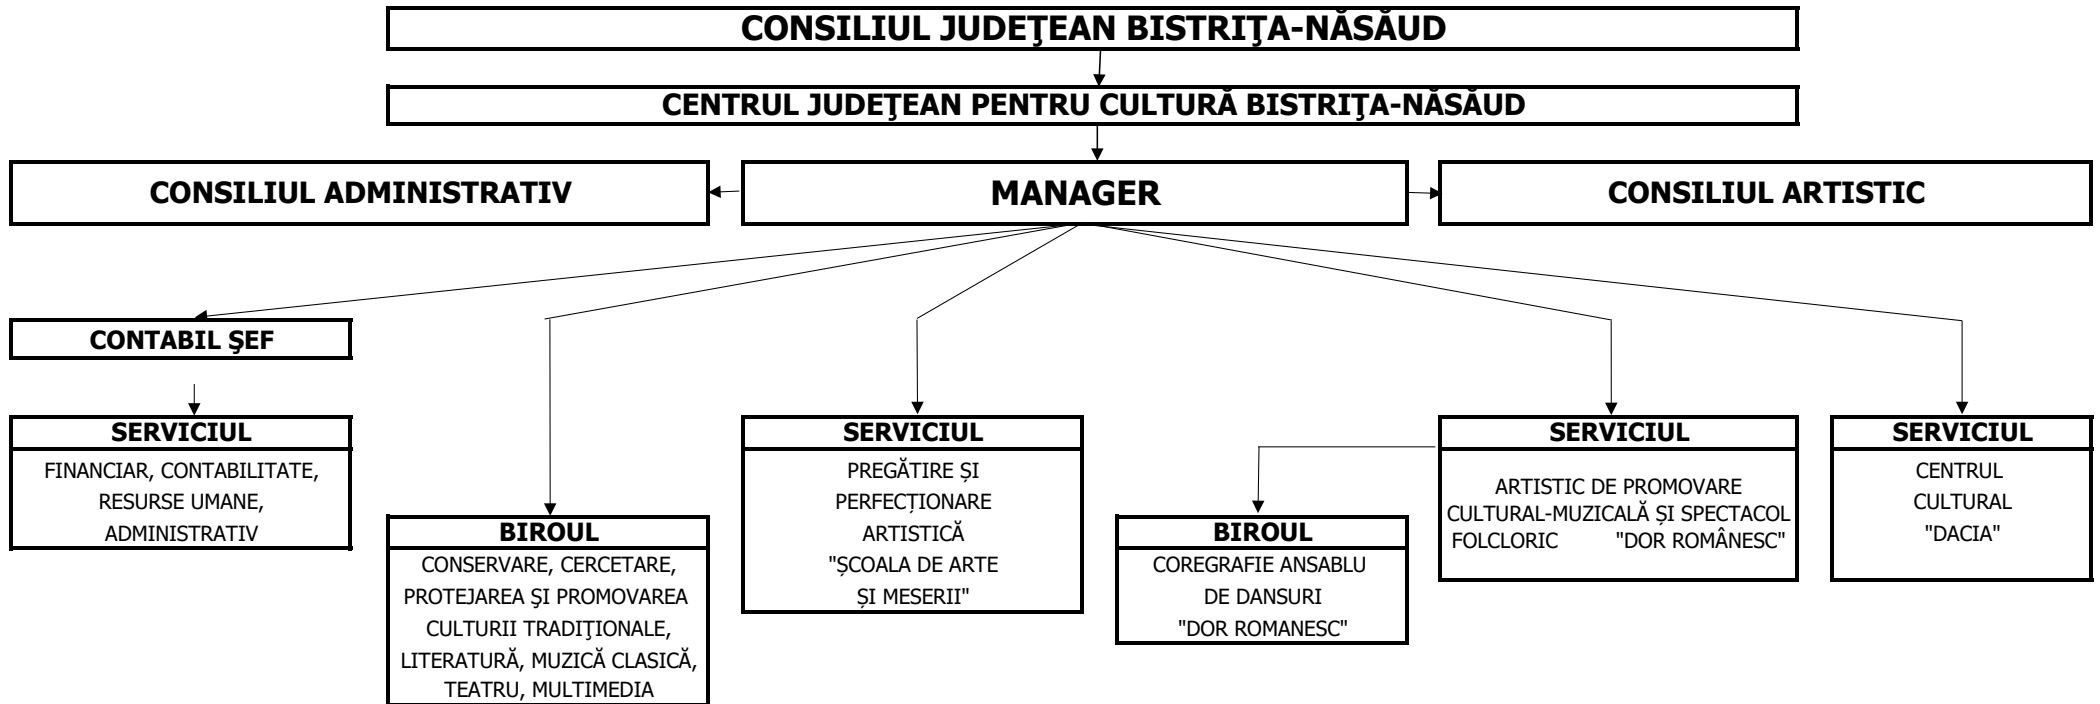 CONSILIUL JUDEŢEAN BISTRIŢA-NĂSĂUD
CENTRUL JUDEŢEAN PENTRU CULTURĂ BISTRIŢA-NĂSĂUD
CONSILIUL ADMINISTRATIV
MANAGER
CONSILIUL ARTISTIC
CONTABIL ŞEF
SERVICIUL
FINANCIAR, CONTABILITATE,
RESURSE UMANE,
ADMINISTRATIV
BIROUL
CONSERVARE, CERCETARE,
PROTEJAREA ŞI PROMOVAREA
CULTURII TRADIŢIONALE,
LITERATURĂ, MUZICĂ CLASICĂ,
TEATRU, MULTIMEDIA
SERVICIUL
PREGĂTIRE ȘI
PERFECȚIONARE
ARTISTICĂ
"ȘCOALA DE ARTE
ȘI MESERII"
BIROUL
COREGRAFIE ANSABLU
DE DANSURI
"DOR ROMANESC"
SERVICIUL
ARTISTIC DE PROMOVARE
CULTURAL-MUZICALĂ ȘI SPECTACOL
FOLCLORIC "DOR ROMÂNESC"
SERVICIUL
CENTRUL
CULTURAL
"DACIA"